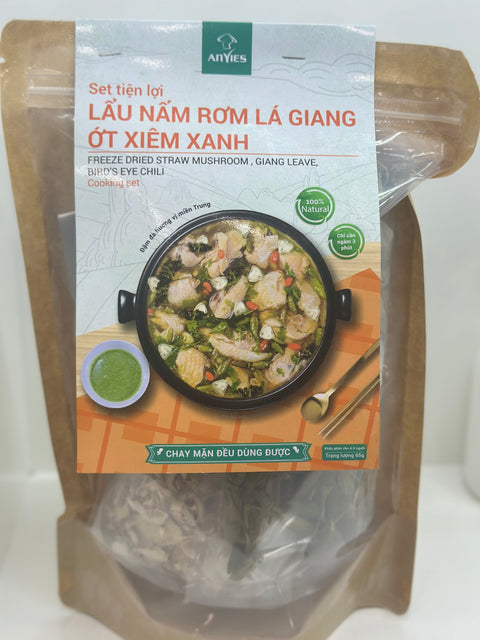 ANYIES
Set tiện lợi
LẨU NẤM RƠM LÁ GIANG
ỚT XIÊM XANH
FREEZE DRIED STRAW MUSHROOM , GIANG LEAVE,
BIRD'S EYE CHILI
Cooking set
Đậm đà hương vị miền Trung
100%
Natural
Chỉ cần
ngâm 3
phút
CHAY MẶN ĐỀU DÙNG ĐƯỢC
Trọng lượng 66g